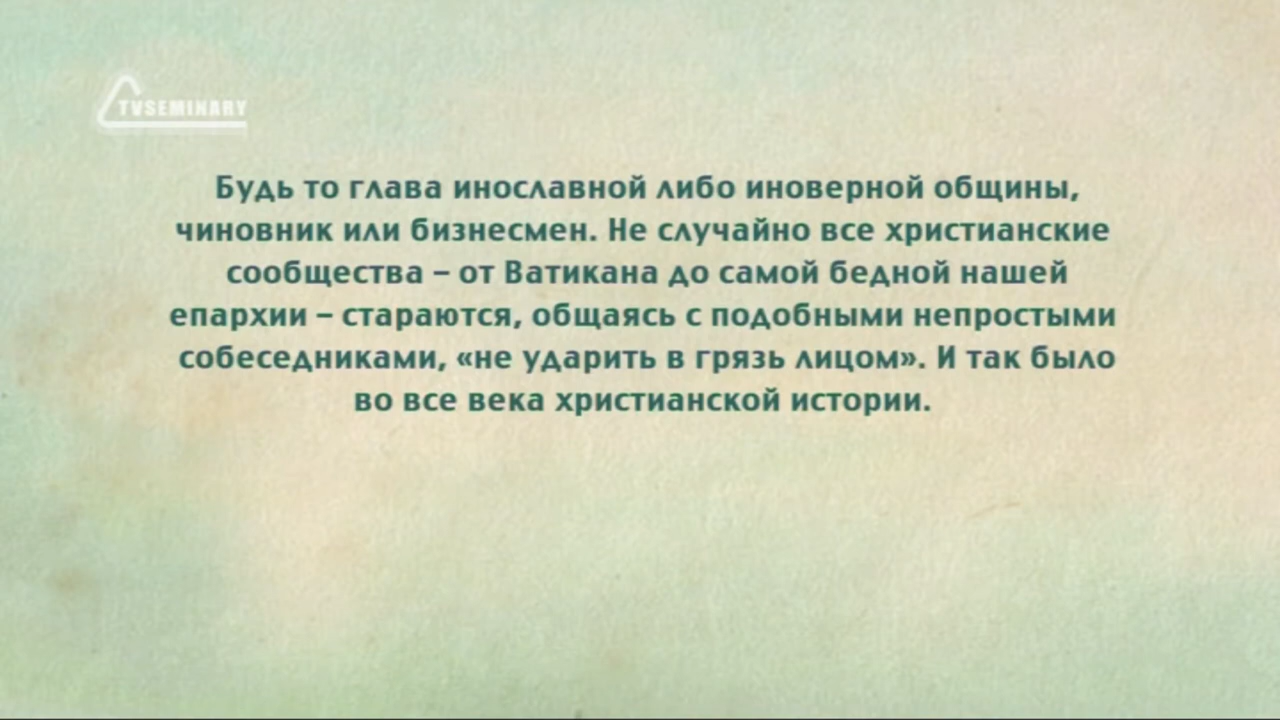 TVSEMINARY
Будь то глава инославной либо иноверной общины,
чиновник или бизнесмен. Не случайно все христианские
сообщества – от Ватикана до самой бедной нашей
епархии – стараются, общаясь с подобными непростыми
собеседниками, «не ударить в грязь лицом». И так было
во все века христианской истории.